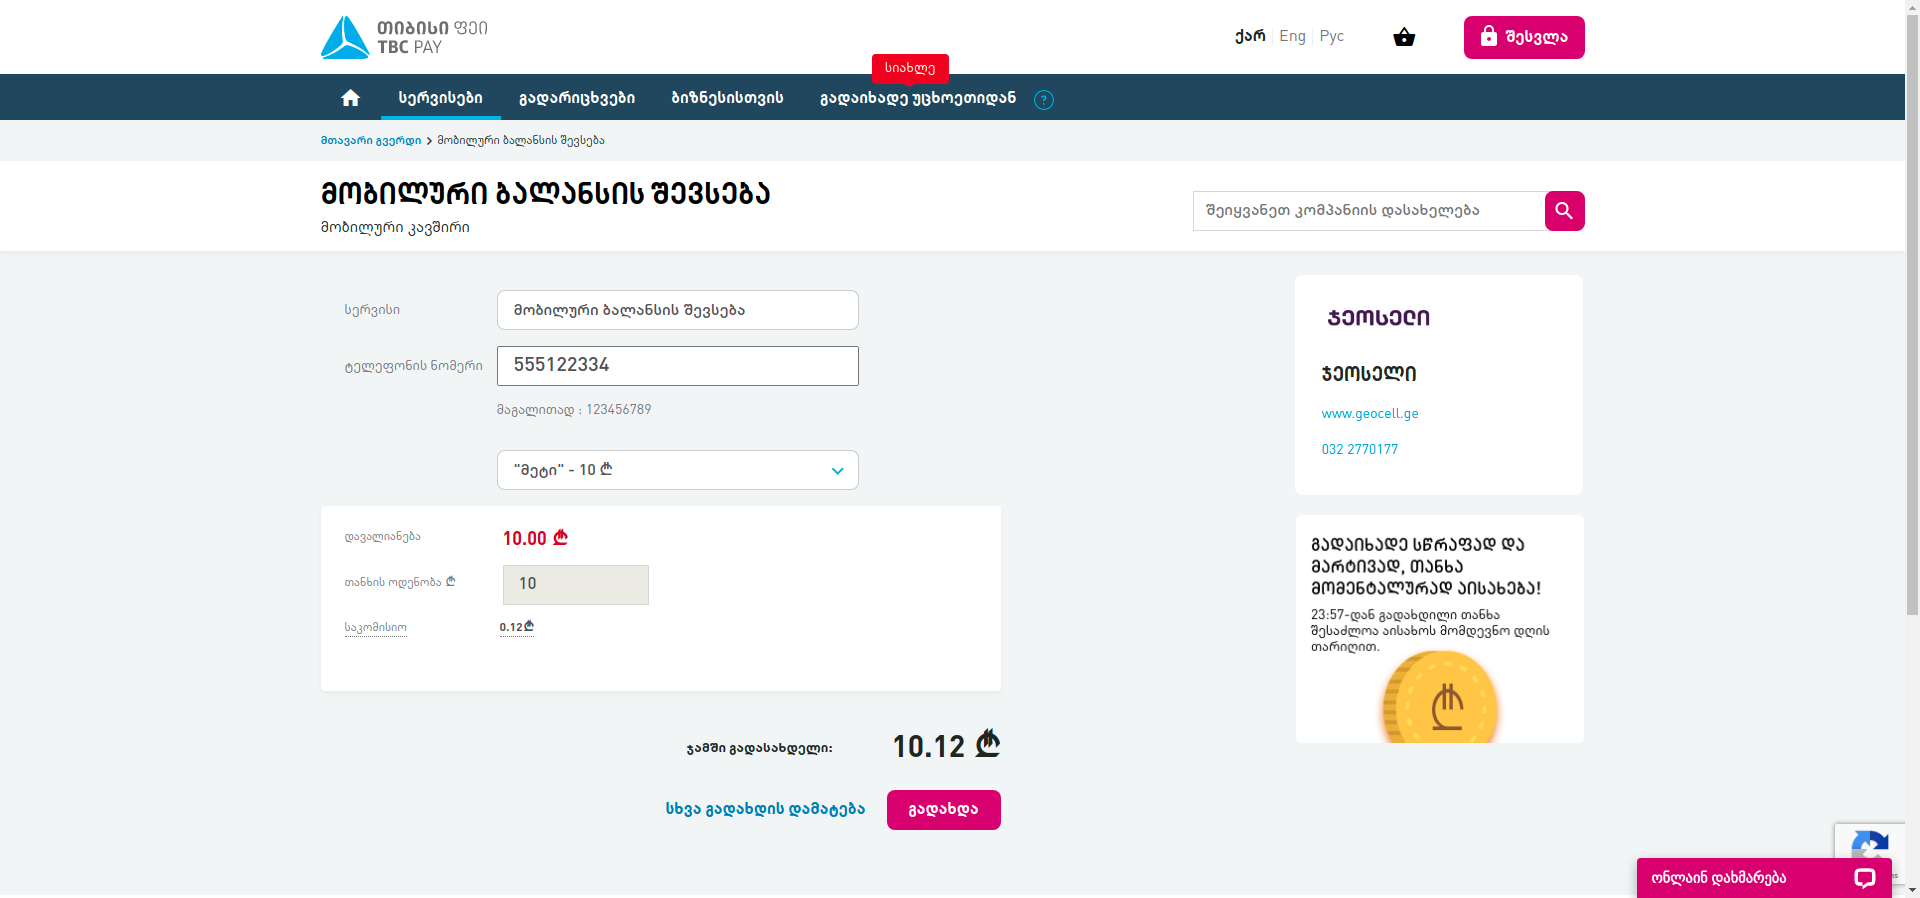 თიბისი ფეი
TBC PAY
ქარ Eng Рус
შესვლა
სიახლე
სერვისები გადარიცხვები ბიზნესისთვის გადაიხადე უცხოეთიდან ?
მთავარი გვერდი > მობილური ბალანსის შევსება
მობილური ბალანსის შევსება
მობილური კავშირი
შეიყვანეთ კომპანიის დასახელება
სერვისი
მობილური ბალანსის შევსება
ტელეფონის ნომერი
555122334
მაგალითად : 123456789
"მეტი" - 10 ₾
დავალიანება
10.00 ₾
თანხის ოდენობა ₾
10
საკომისიო
0.12₾
ჯამში გადასახდელი:
10.12 ₾
სხვა გადახდის დამატება
გადახდა
ჯეოსელი
ჯეოსელი
www.geocell.ge
032 2770177
გადაიხადე სწრაფად და
მარტივად, თანხა
მომენტალურად აისახება!
23:57-დან გადახდილი თანხა
შესაძლოა აისახოს მომდევნო დღის
თარიღით.
₾
ონლაინ დახმარება